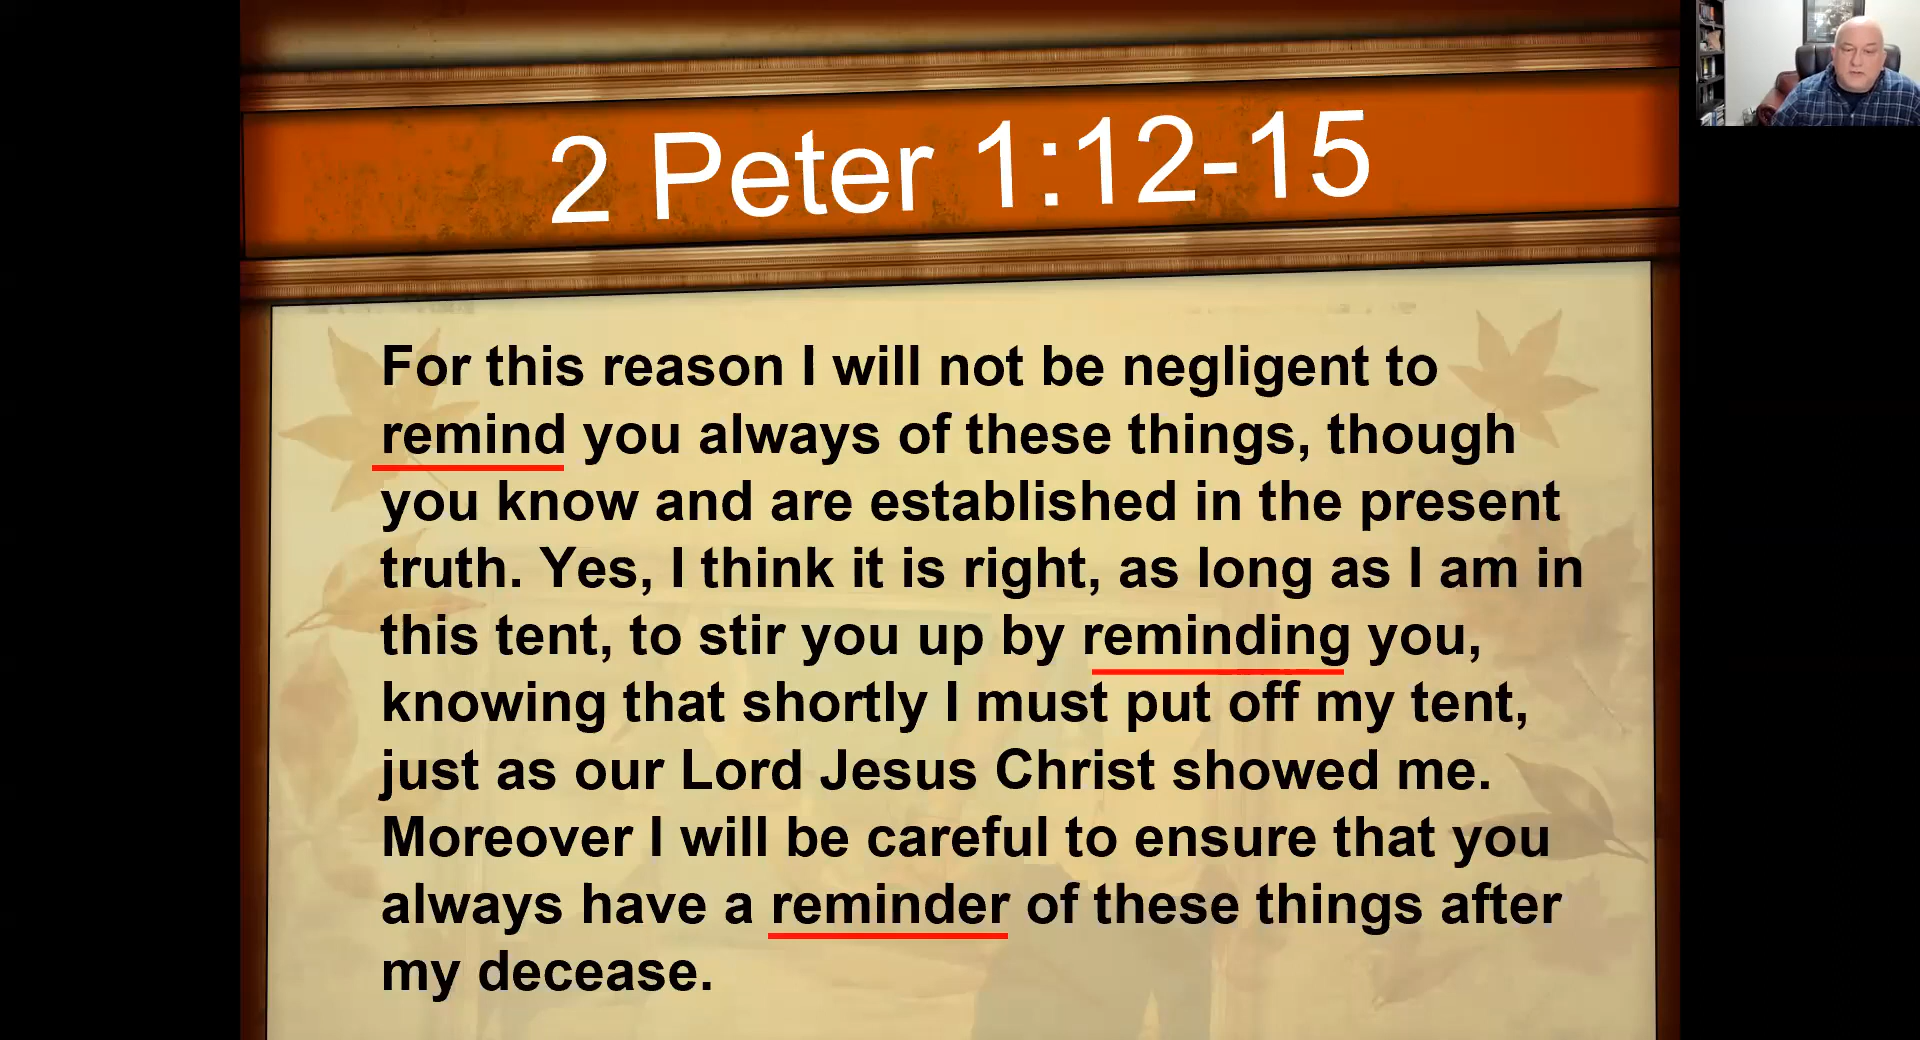 2 Peter 1:12-15
For this reason I will not be negligent to
remind you always of these things, though
you know and are established in the present
truth. Yes, I think it is right, as long as I am in
this tent, to stir you up by reminding you,
knowing that shortly I must put off my tent,
just as our Lord Jesus Christ showed me.
Moreover I will be careful to ensure that you
always have a reminder of these things after
my decease.